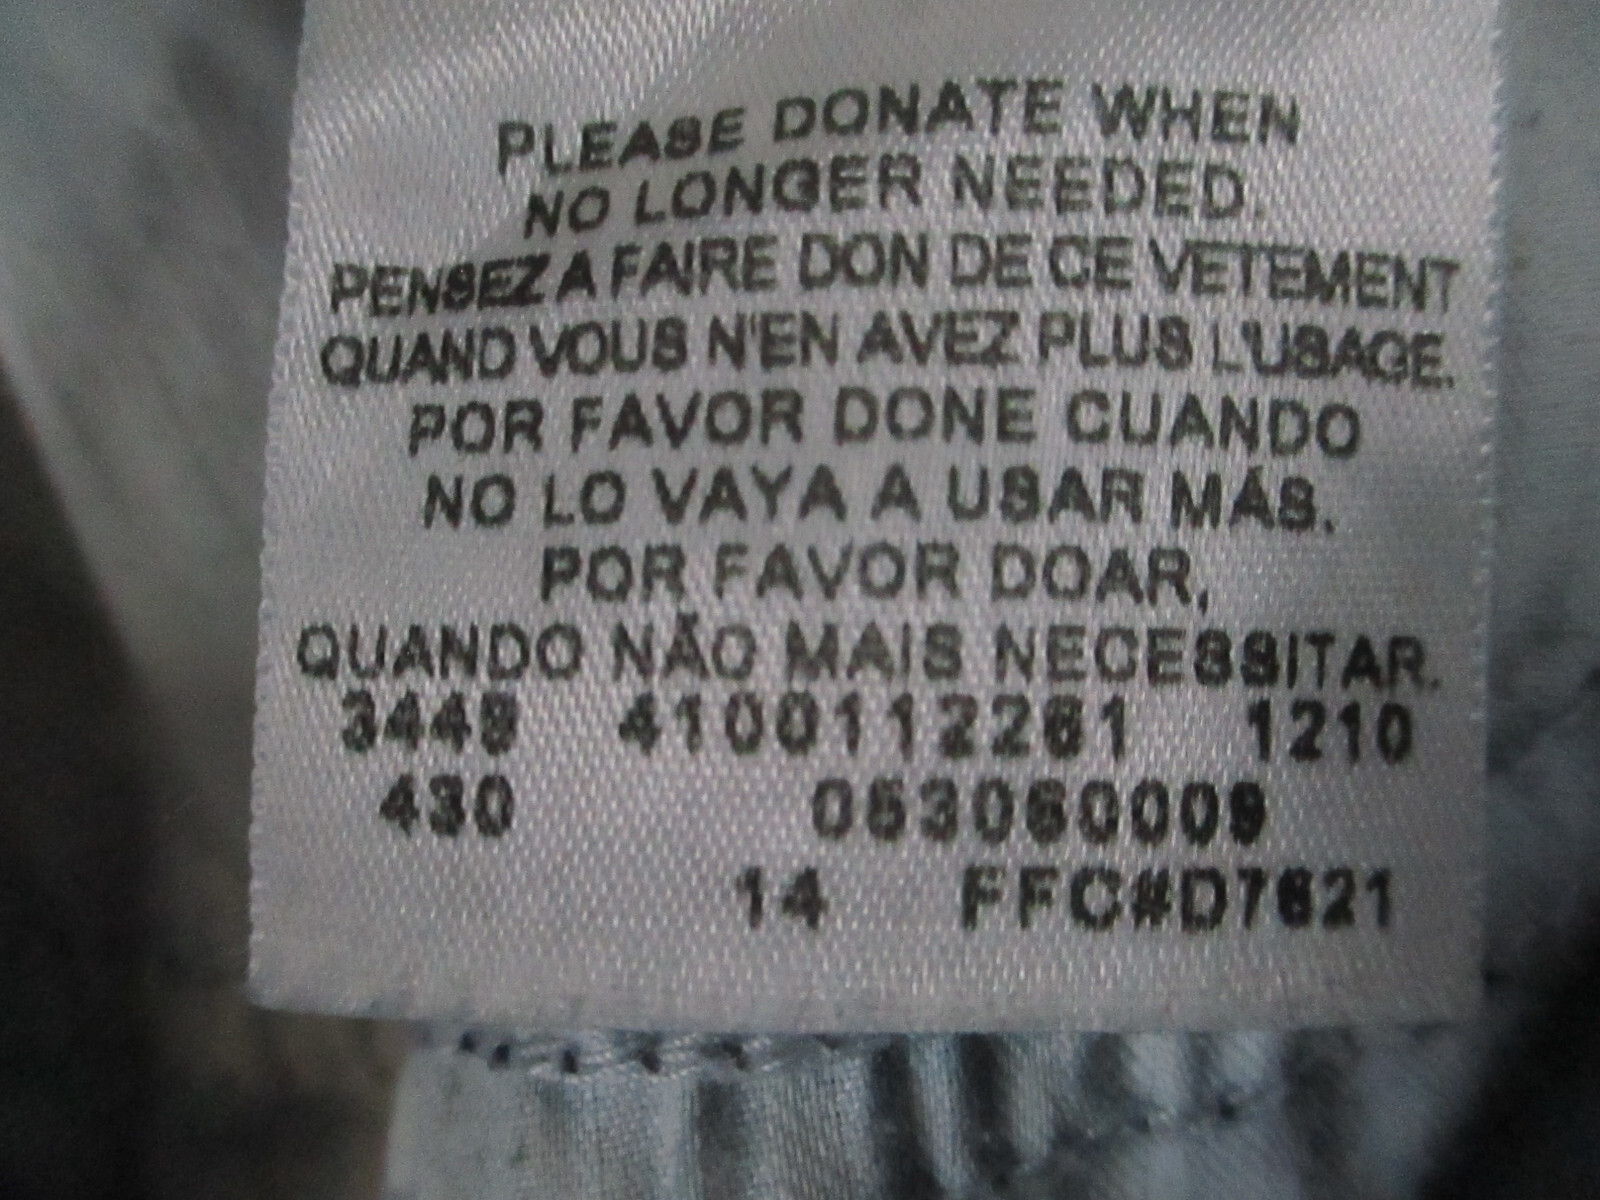 PLEASE DONATE WHEN
NO LONGER NEEDED.
PENSEZ A FAIRE DON DE CE VETEMENT
QUAND VOUS N'EN AVEZ PLUS L'USAGE.
POR FAVOR DONE CUANDO
NO LO VAYA A USAR MÁS.
POR FAVOR DOAR,
QUANDO NÃO MAIS NECESSITAR.
3449 4100112261 1210
430 053060009
14 FFC#D7621